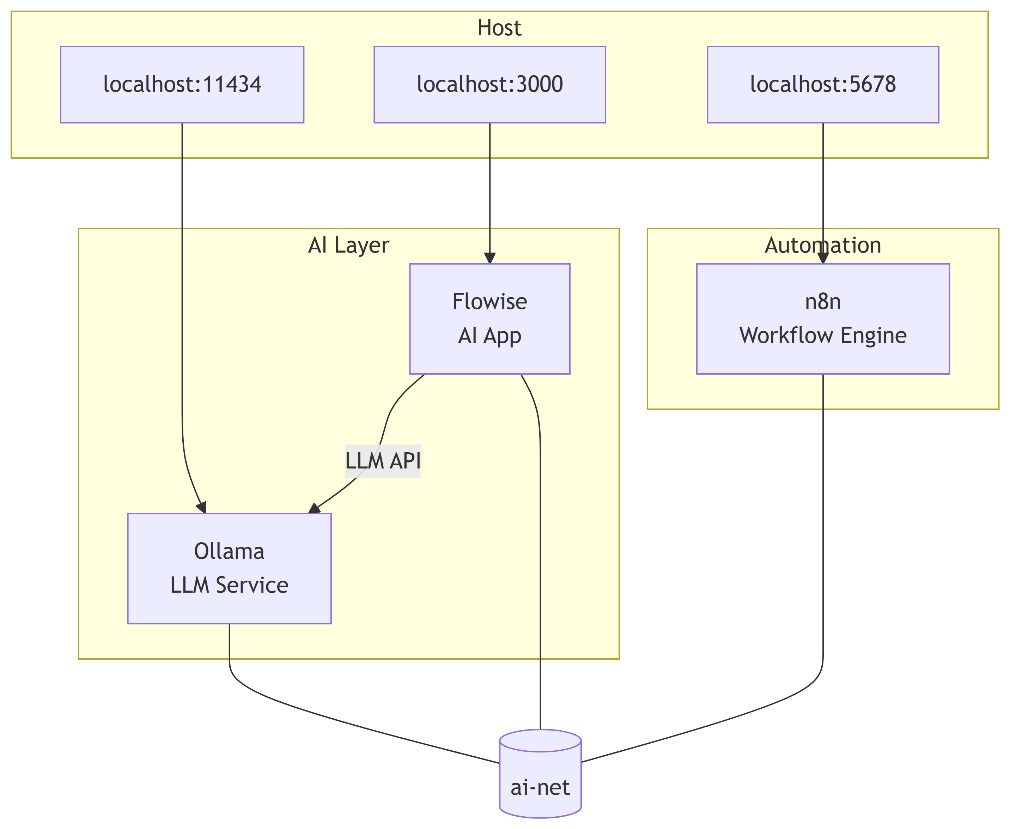 Host
localhost:11434
localhost:3000
localhost:5678
AI Layer
Automation
Flowise
AI App
n8n
Workflow Engine
LLM API
Ollama
LLM Service
ai-net